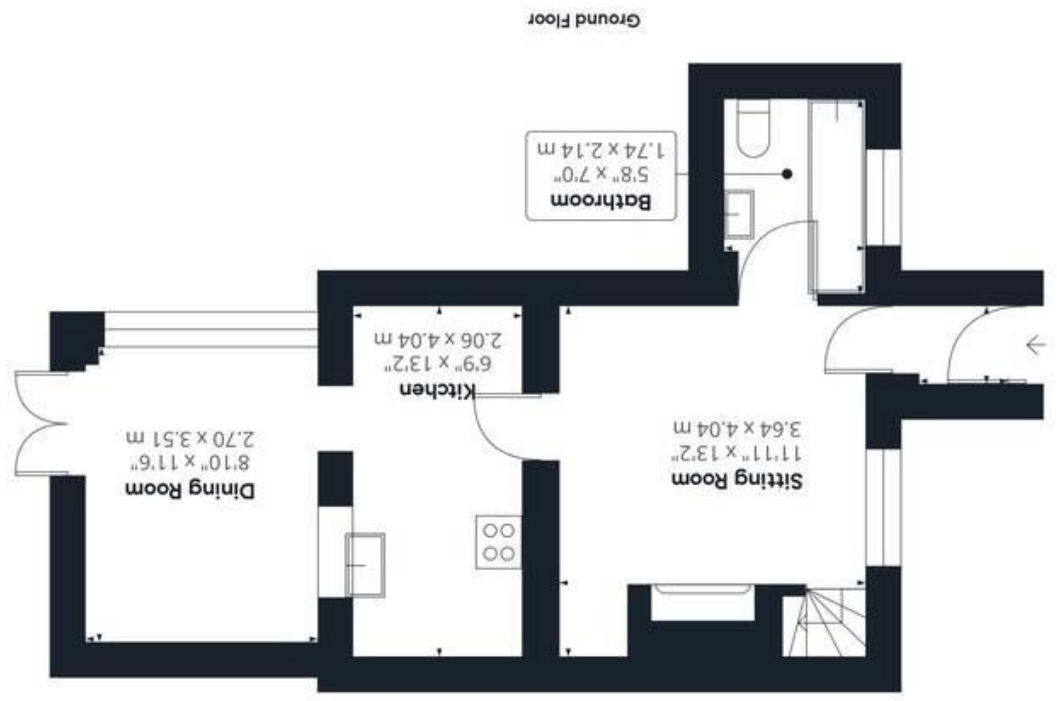 Sitting Room
11'11" x 13'2"
3.64 x 4.04 m
Dining Room
8'10" x 11'6"
2.70 x 3.51 m
Kitchen
6'9" x 13'2"
2.06 x 4.04 m
Bathroom
5'8" x 7'0"
1.74 x 2.14 m
Ground Floor